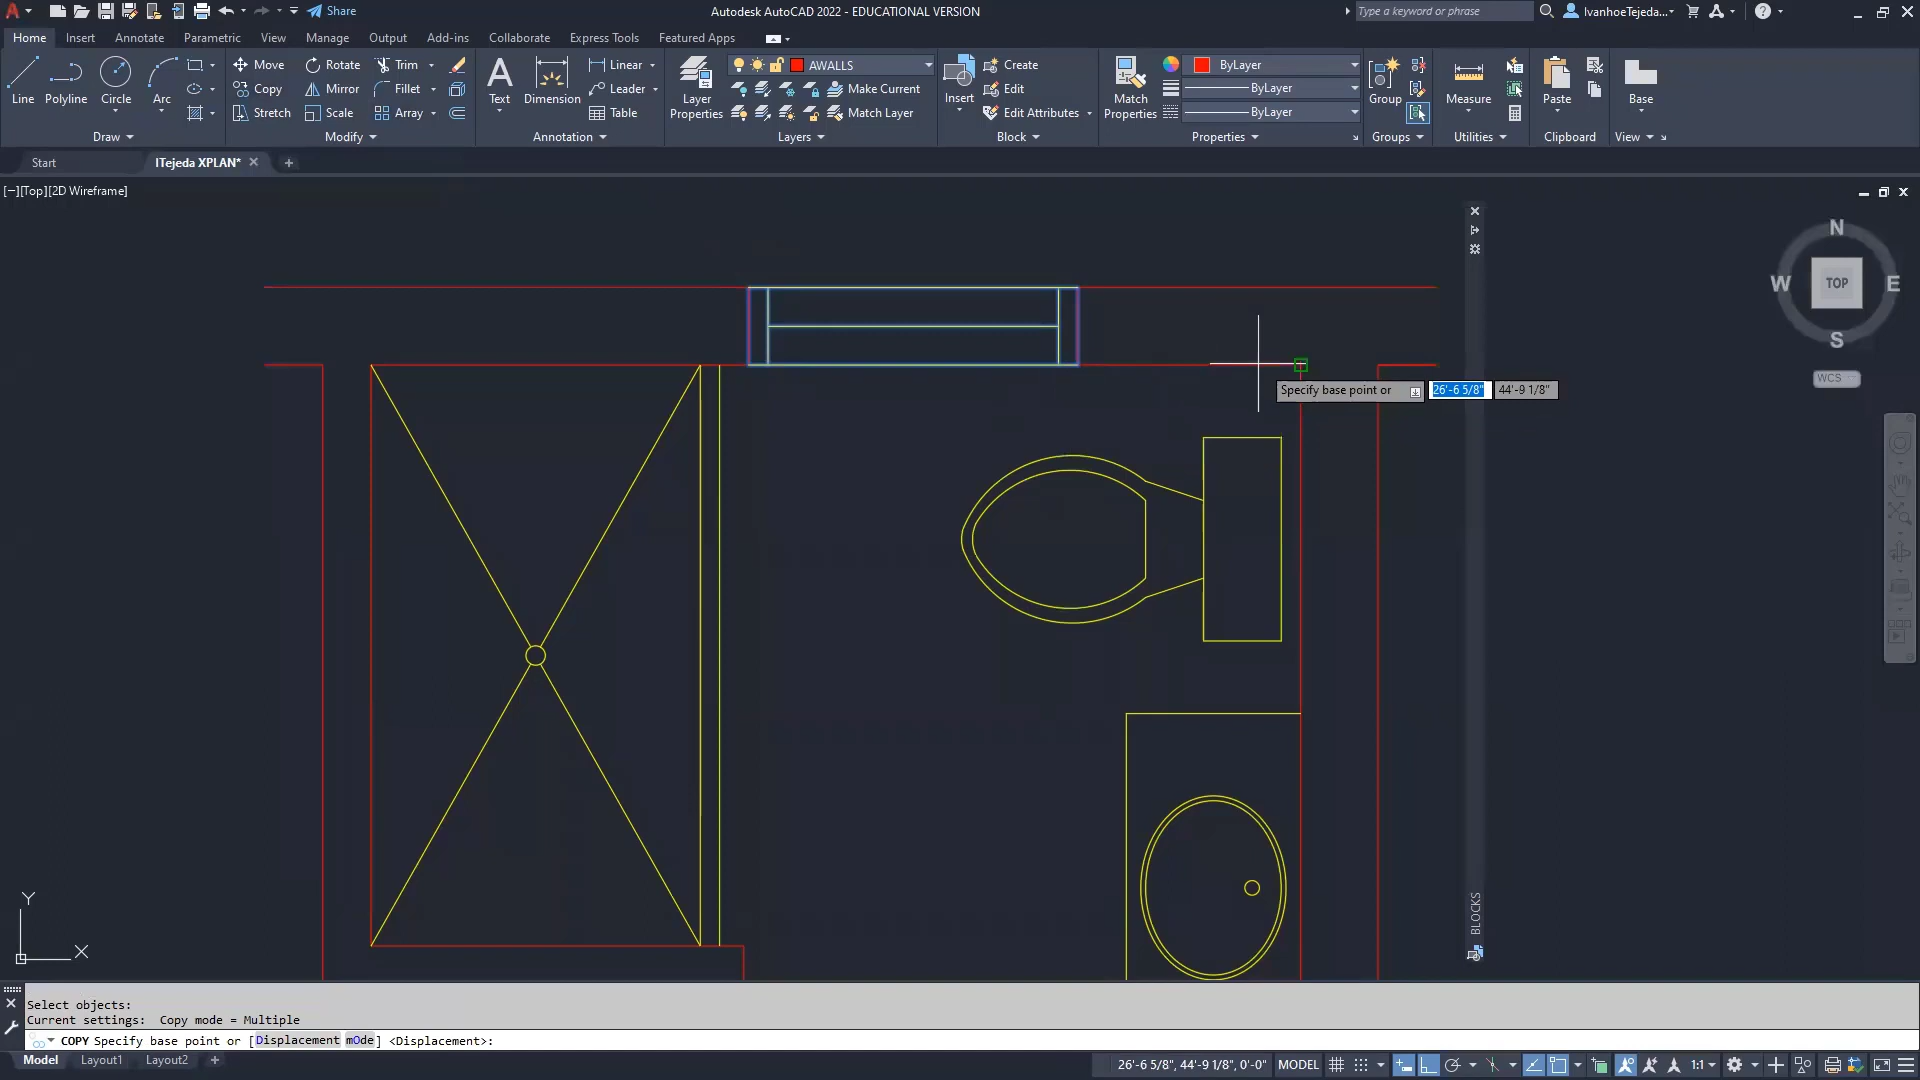 Share
Autodesk AutoCAD 2022 - EDUCATIONAL VERSION
Type a keyword or phrase
IvanhoeTejeda...
Home Insert Annotate Parametric View Manage Output Add-ins Collaborate Express Tools Featured Apps
Line Polyline Circle Arc
Move Rotate Trim
Copy Mirror Fillet
Stretch Scale Array
Text Dimension
Linear
Leader
Table
Layer
Properties
AWALLS
Make Current
Match Layer
Insert
Create
Edit
Edit Attributes
Match
Properties
ByLayer
ByLayer
ByLayer
Group
Measure
Paste
Base
Draw Modify Annotation Layers Block Properties Groups Utilities Clipboard View
Start ITejeda XPLAN*
[−][Top][2D Wireframe]
N
W TOP E
S
WCS
Specify base point or 26'-6 5/8" 44'-9 1/8"
BLOCKS
Y
X
Select objects:
Current settings:  Copy mode = Multiple
COPY Specify base point or [Displacement mOde] <Displacement>:
Model Layout1 Layout2
26'-6 5/8", 44'-9 1/8", 0'-0" MODEL 1:1